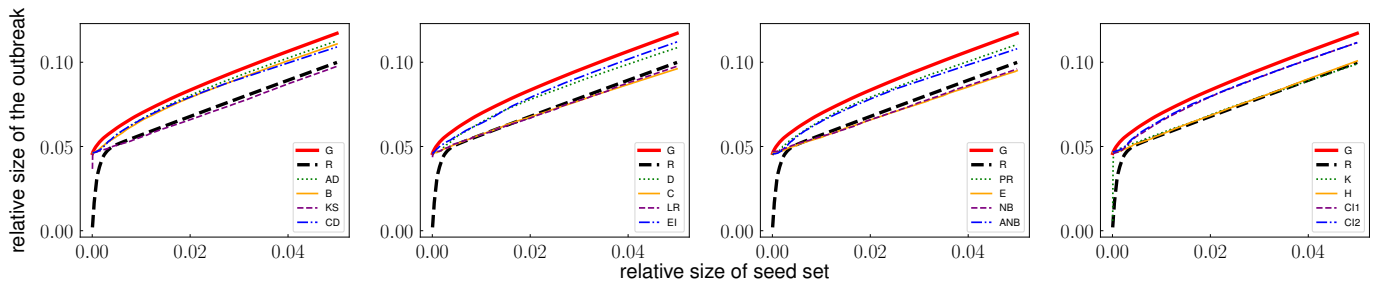 relative size of the outbreak
0.10
0.05
0.00
0.00
0.02
0.04
G
R
AD
B
KS
CD
0.10
0.05
0.00
0.00
0.02
0.04
G
R
D
C
LR
EI
0.10
0.05
0.00
0.00
0.02
0.04
G
R
PR
E
NB
ANB
0.10
0.05
0.00
0.00
0.02
0.04
G
R
K
H
CI1
CI2
relative size of seed set